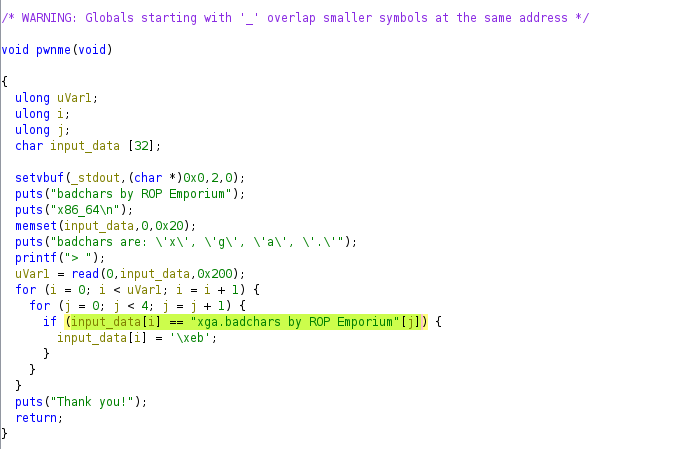 /* WARNING: Globals starting with '_' overlap smaller symbols at the same address */
void pwnme(void)
{
ulong uVar1;
ulong i;
ulong j;
char input_data [32];
setvbuf(_stdout,(char *)0x0,2,0);
puts("badchars by ROP Emporium");
puts("x86_64\n");
memset(input_data,0,0x20);
puts("badchars are: \'x\', \'g\', \'a\', \'.\'");
printf("> ");
uVar1 = read(0,input_data,0x200);
for (i = 0; i < uVar1; i = i + 1) {
for (j = 0; j < 4; j = j + 1) {
if (input_data[i] == "xga.badchars by ROP Emporium"[j]) {
input_data[i] = '\xeb';
}
}
}
puts("Thank you!");
return;
}